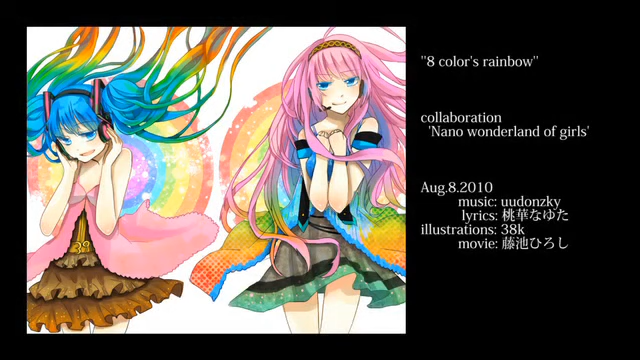 "8 color's rainbow"
collaboration
'Nano wonderland of girls'
Aug.8.2010
music: uudonzky
lyrics: 桃華なゆた
illustrations: 38k
movie: 藤池ひろし